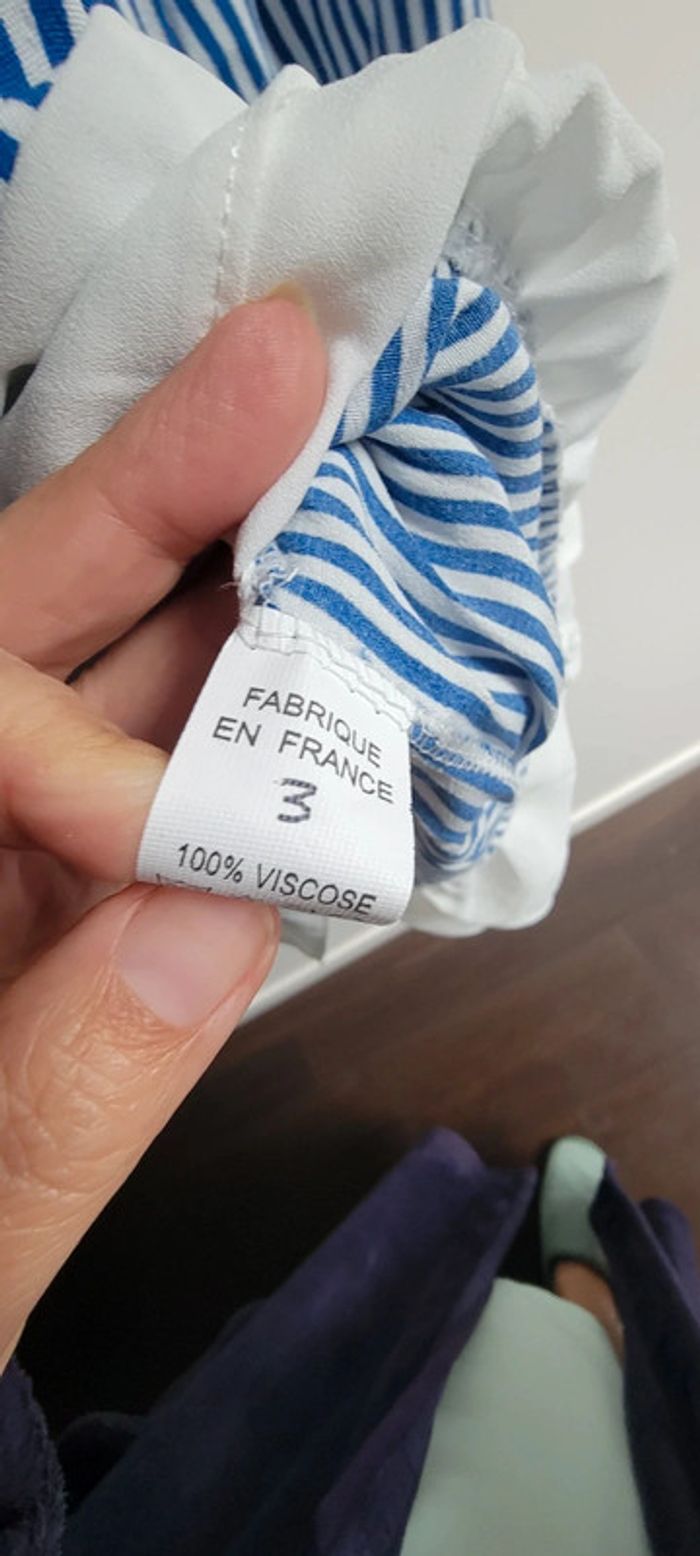 FABRIQUE
EN FRANCE
3
100% VISCOSE